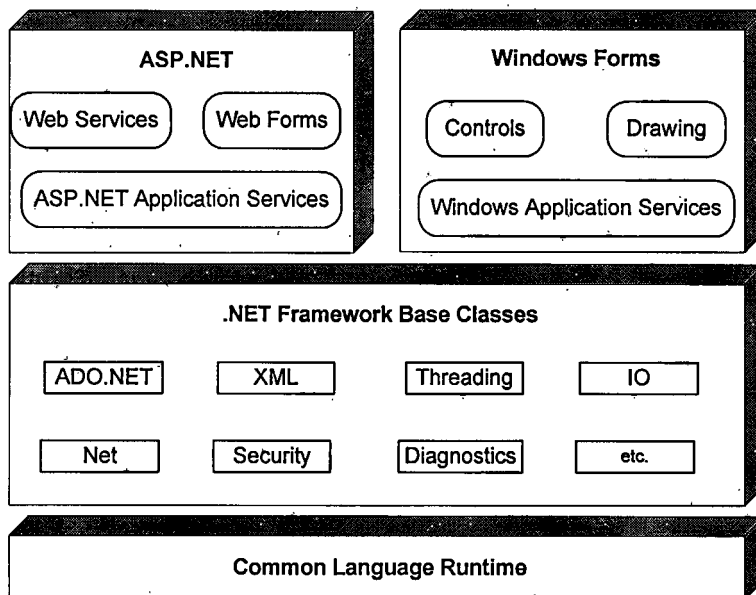 ASP.NET
Web Services Web Forms
ASP.NET Application Services
Windows Forms
Controls Drawing
Windows Application Services
.NET Framework Base Classes
ADO.NET XML Threading IO
Net Security Diagnostics etc.
Common Language Runtime